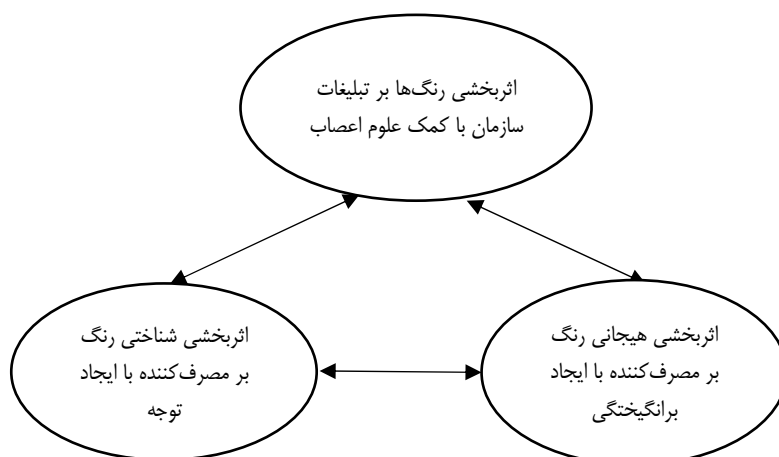 اثربخشی رنگ‌ها بر تبلیغات
سازمان با کمک علوم اعصاب
اثربخشی هیجانی رنگ
بر مصرف‌کننده با ایجاد
برانگیختگی
اثربخشی شناختی رنگ
بر مصرف‌کننده با ایجاد
توجه